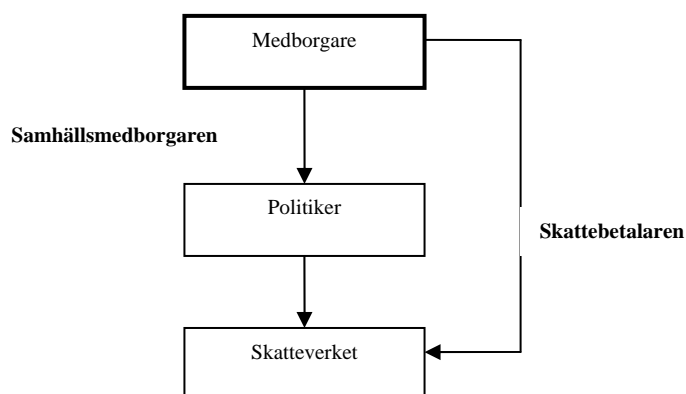 Medborgare
Samhällsmedborgaren
Politiker
Skattebetalaren
Skatteverket